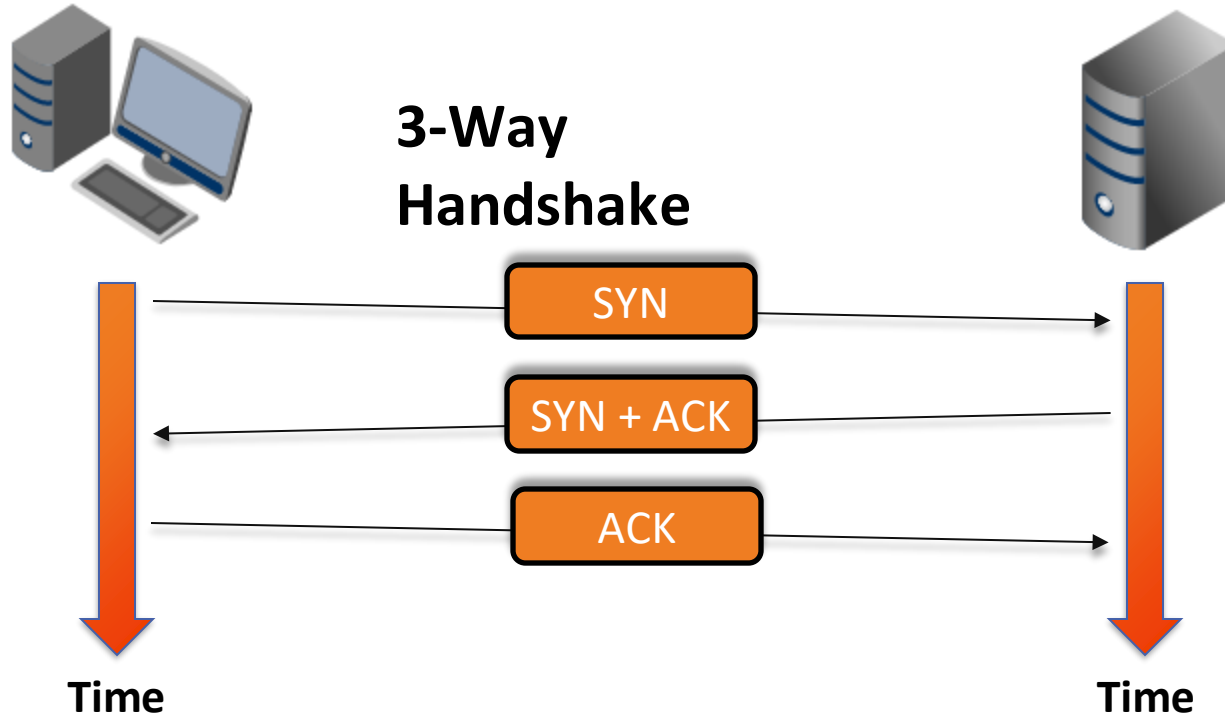 3-Way
Handshake
SYN
SYN + ACK
ACK
Time
Time